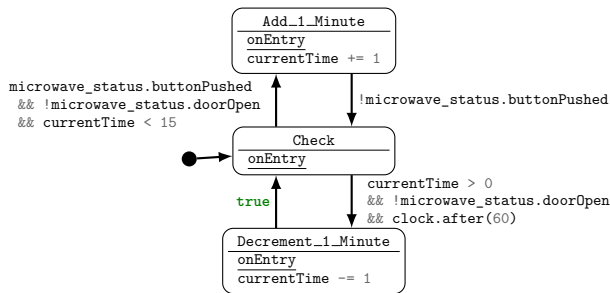 Add_1_Minute
onEntry
currentTime += 1
microwave_status.buttonPushed
&& !microwave_status.doorOpen
&& currentTime < 15
!microwave_status.buttonPushed
Check
onEntry
true
currentTime > 0
&& !microwave_status.doorOpen
&& clock.after(60)
Decrement_1_Minute
onEntry
currentTime -= 1